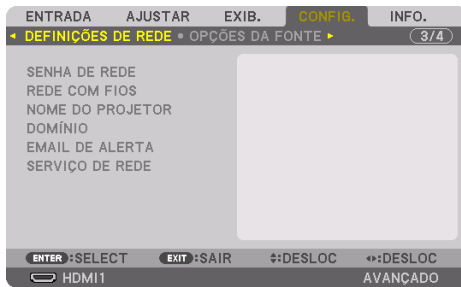 ENTRADA AJUSTAR EXIB. CONFIG. INFO.
DEFINIÇÕES DE REDE • OPÇÕES DA FONTE 3/4
SENHA DE REDE
REDE COM FIOS
NOME DO PROJETOR
DOMÍNIO
EMAIL DE ALERTA
SERVIÇO DE REDE
ENTER :SELECT EXIT :SAIR :DESLOC :DESLOC
HDMI1 AVANÇADO